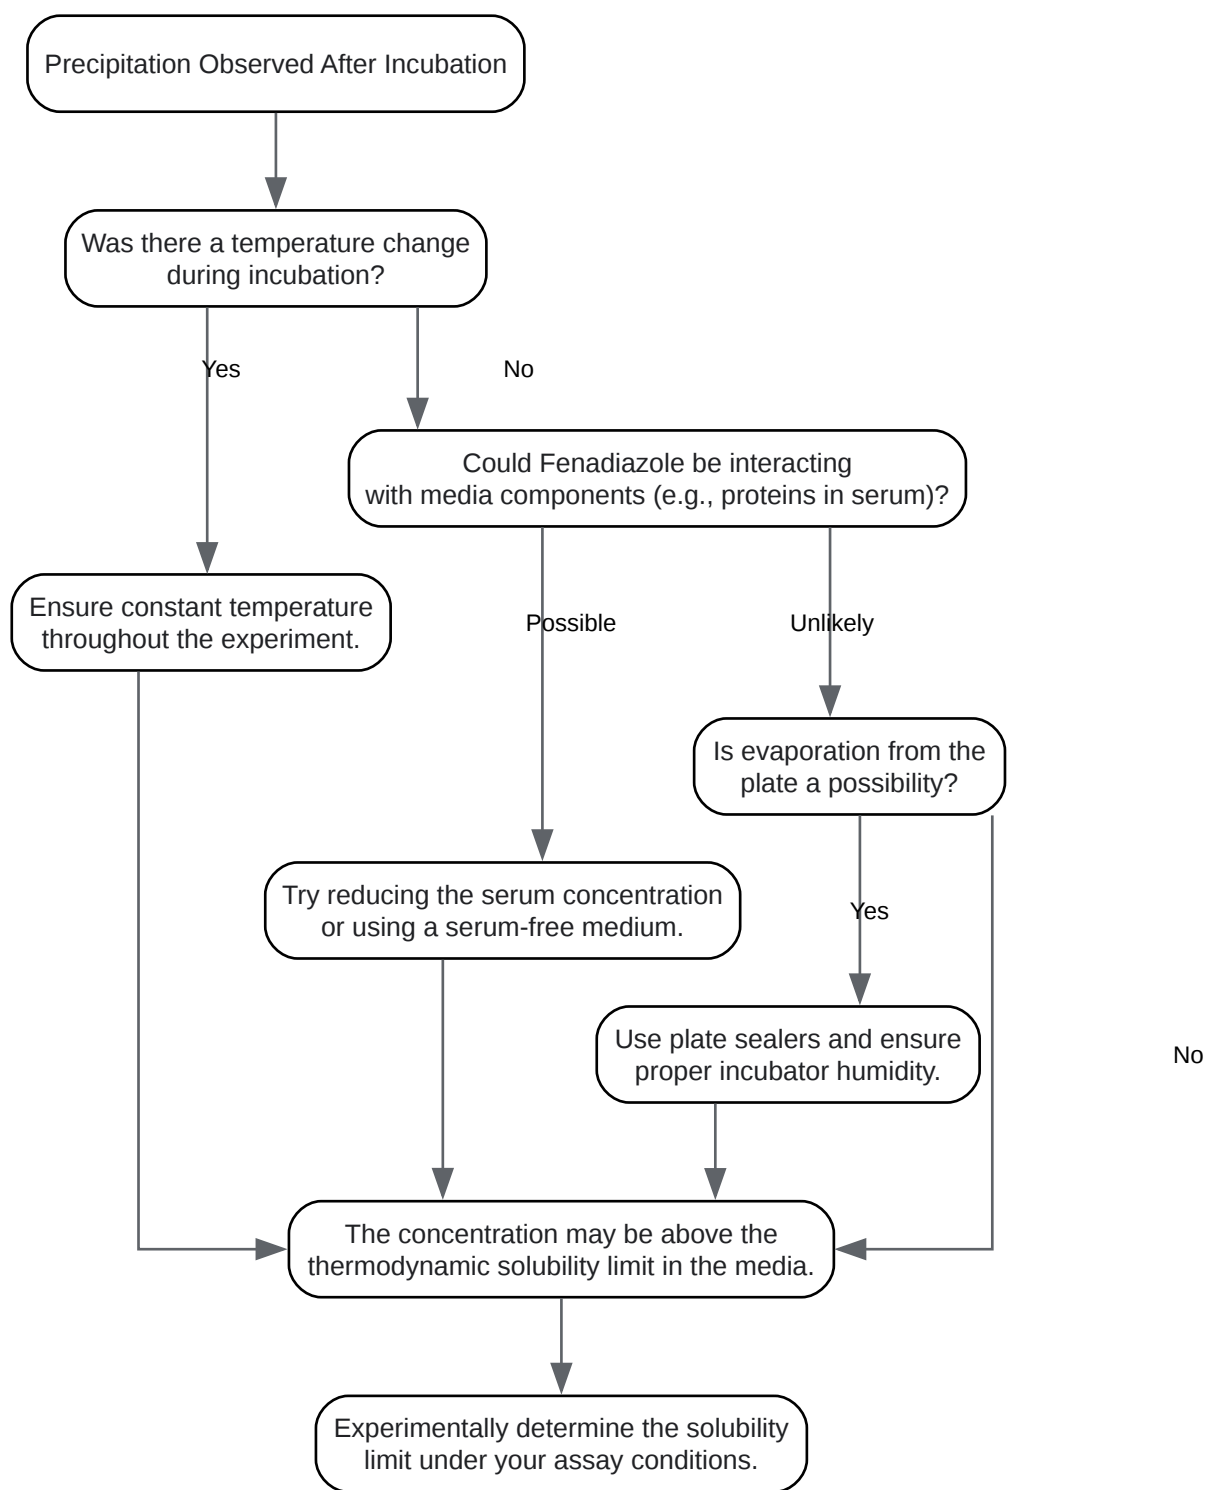 Precipitation Observed After Incubation
Was there a temperature change
during incubation?
Yes
No
Could Fenadiazole be interacting
with media components (e.g., proteins in serum)?
Ensure constant temperature
throughout the experiment.
Possible
Unlikely
Is evaporation from the
plate a possibility?
Try reducing the serum concentration
or using a serum-free medium.
Yes
Use plate sealers and ensure
proper incubator humidity.
No
The concentration may be above the
thermodynamic solubility limit in the media.
Experimentally determine the solubility
limit under your assay conditions.